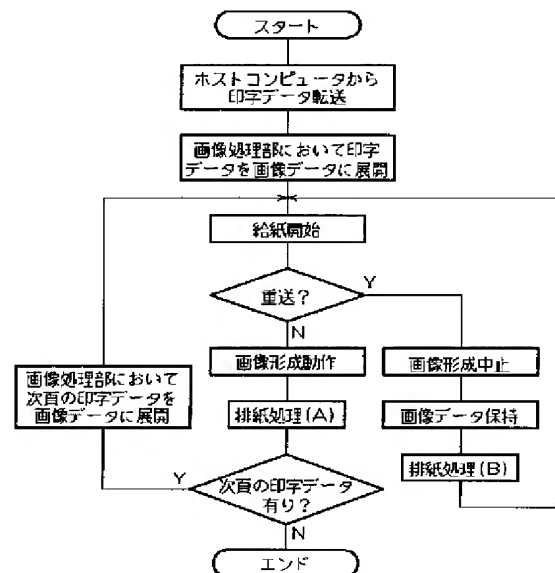 スタート
ホストコンピュータから
印字データ転送
画像処理部において印字
データを画像データに展開
給紙開始
重送?
Y
N
画像形成動作
画像形成中止
画像処理部において
次頁の印字データを
画像データに展開
排紙処理(A)
画像データ保持
排紙処理(B)
Y
次頁の印字データ
有り?
N
エンド